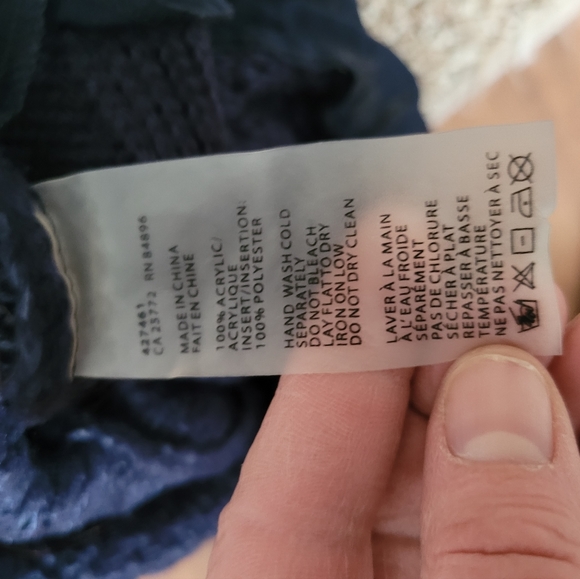 427461
CA 25772 RN 84896
MADE IN CHINA
FAIT EN CHINE
100% ACRYLIC/
ACRYLIQUE
INSERT/INSERTION:
100% POLYESTER
HAND WASH COLD
SEPARATELY
DO NOT BLEACH
LAY FLAT TO DRY
IRON ON LOW
DO NOT DRY CLEAN
LAVER À LA MAIN
À L'EAU FROIDE
SÉPARÉMENT
PAS DE CHLORURE
SÉCHER À PLAT
REPASSER À BASSE
TEMPÉRATURE
NE PAS NETTOYER À SEC